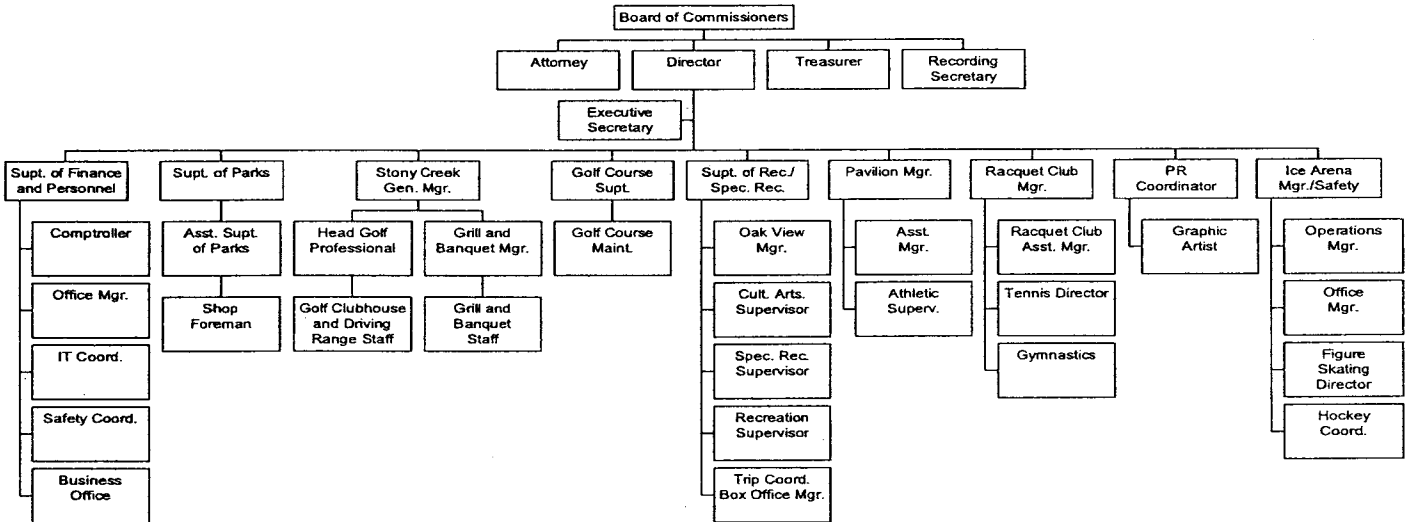 Board of Commissioners
Attorney
Director
Treasurer
Recording
Secretary
Executive
Secretary
Supt. of Finance
and Personnel
Supt. of Parks
Stony Creek
Gen. Mgr.
Golf Course
Supt.
Supt. of Rec./
Spec. Rec.
Pavilion Mgr.
Racquet Club
Mgr.
PR
Coordinator
Ice Arena
Mgr./Safety
Comptroller
Office Mgr.
IT Coord.
Safety Coord.
Business
Office
Asst. Supt.
of Parks
Shop
Foreman
Head Golf
Professional
Golf Clubhouse
and Driving
Range Staff
Grill and
Banquet Mgr.
Grill and
Banquet
Staff
Golf Course
Maint.
Oak View
Mgr.
Cult. Arts.
Supervisor
Spec. Rec.
Supervisor
Recreation
Supervisor
Trip Coord.
Box Office Mgr.
Asst.
Mgr.
Athletic
Superv.
Racquet Club
Asst. Mgr.
Tennis Director
Gymnastics
Graphic
Artist
Operations
Mgr.
Office
Mgr.
Figure
Skating
Director
Hockey
Coord.